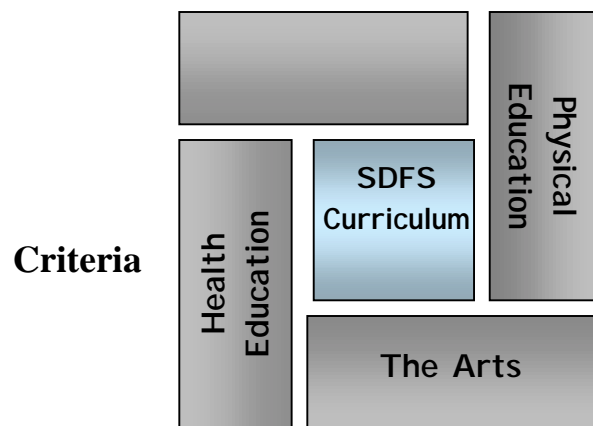 Physical
Education
SDFS
Curriculum
Criteria
Health
Education
The Arts